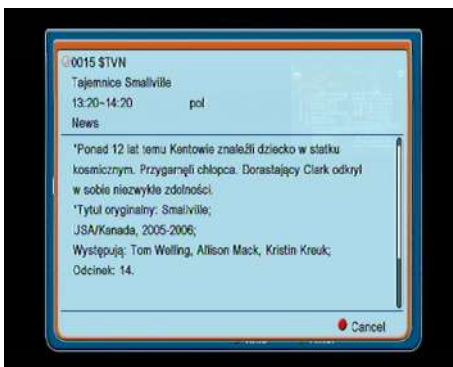 0015 $TVN
Tajemnice Smallville
13:20~14:20 pol
News
"Ponad 12 lat temu Kentowie znaleźli dziecko w statku
kosmicznym. Przygarnęli chłopca. Dorastający Clark odkrył
w sobie niezwykłe zdolności.
"Tytuł oryginalny: Smallville;
JSA/Kanada, 2005-2006;
Występują: Tom Welling, Allison Mack, Kristin Kreuk;
Odcinek: 14.
Cancel